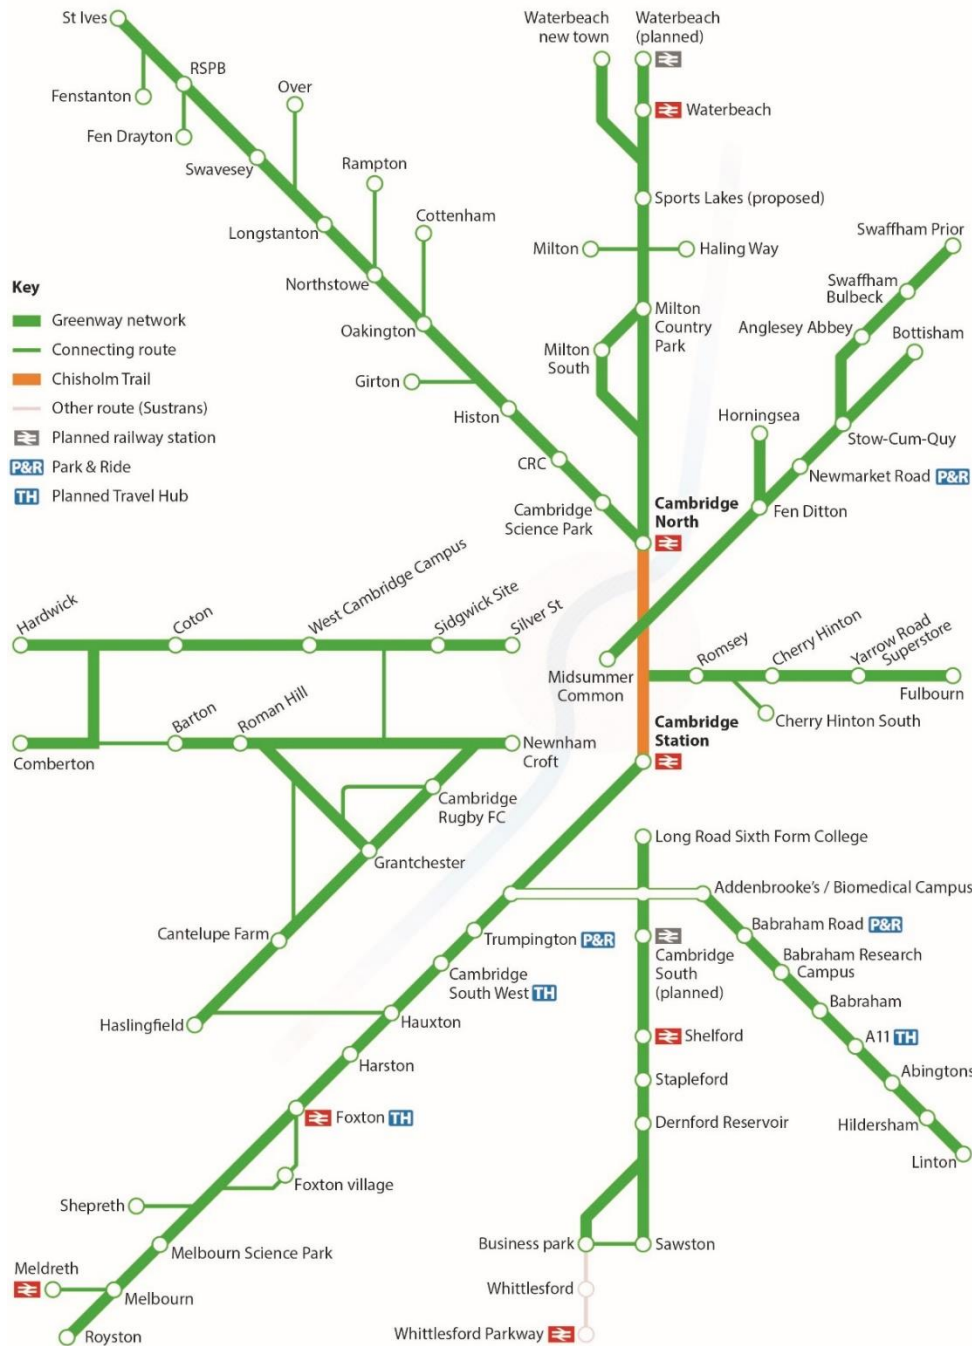 St Ives
Fenstanton
RSPB
Fen Drayton
Over
Swavesey
Rampton
Longstanton
Cottenham
Northstowe
Oakington
Girton
Histon
CRC
Cambridge
Science Park
Waterbeach
new town
Waterbeach
(planned)
Waterbeach
Sports Lakes (proposed)
Milton
Haling Way
Milton
Country
Park
Milton
South
Cambridge
North
Swaffham Prior
Swaffham
Bulbeck
Anglesey Abbey
Bottisham
Horningsea
Stow-Cum-Quy
Newmarket Road P&R
Fen Ditton
Midsummer
Common
Key
Greenway network
Connecting route
Chisholm Trail
Other route (Sustrans)
Planned railway station
P&R Park & Ride
TH Planned Travel Hub
Hardwick
Coton
West Cambridge Campus
Sidgwick Site
Silver St
Comberton
Barton
Roman Hill
Newnham
Croft
Cambridge
Rugby FC
Grantchester
Cantelupe Farm
Haslingfield
Romsey
Cherry Hinton
Yarrow Road
Superstore
Fulbourn
Cherry Hinton South
Cambridge
Station
Long Road Sixth Form College
Addenbrooke's / Biomedical Campus
Trumpington P&R
Cambridge
South West TH
Hauxton
Harston
Foxton TH
Foxton village
Shepreth
Melbourn Science Park
Meldreth
Melbourn
Royston
Cambridge
South
(planned)
Shelford
Stapleford
Dernford Reservoir
Business park
Sawston
Whittlesford
Whittlesford Parkway
Babraham Road P&R
Babraham Research
Campus
Babraham
A11 TH
Abingtons
Hildersham
Linton